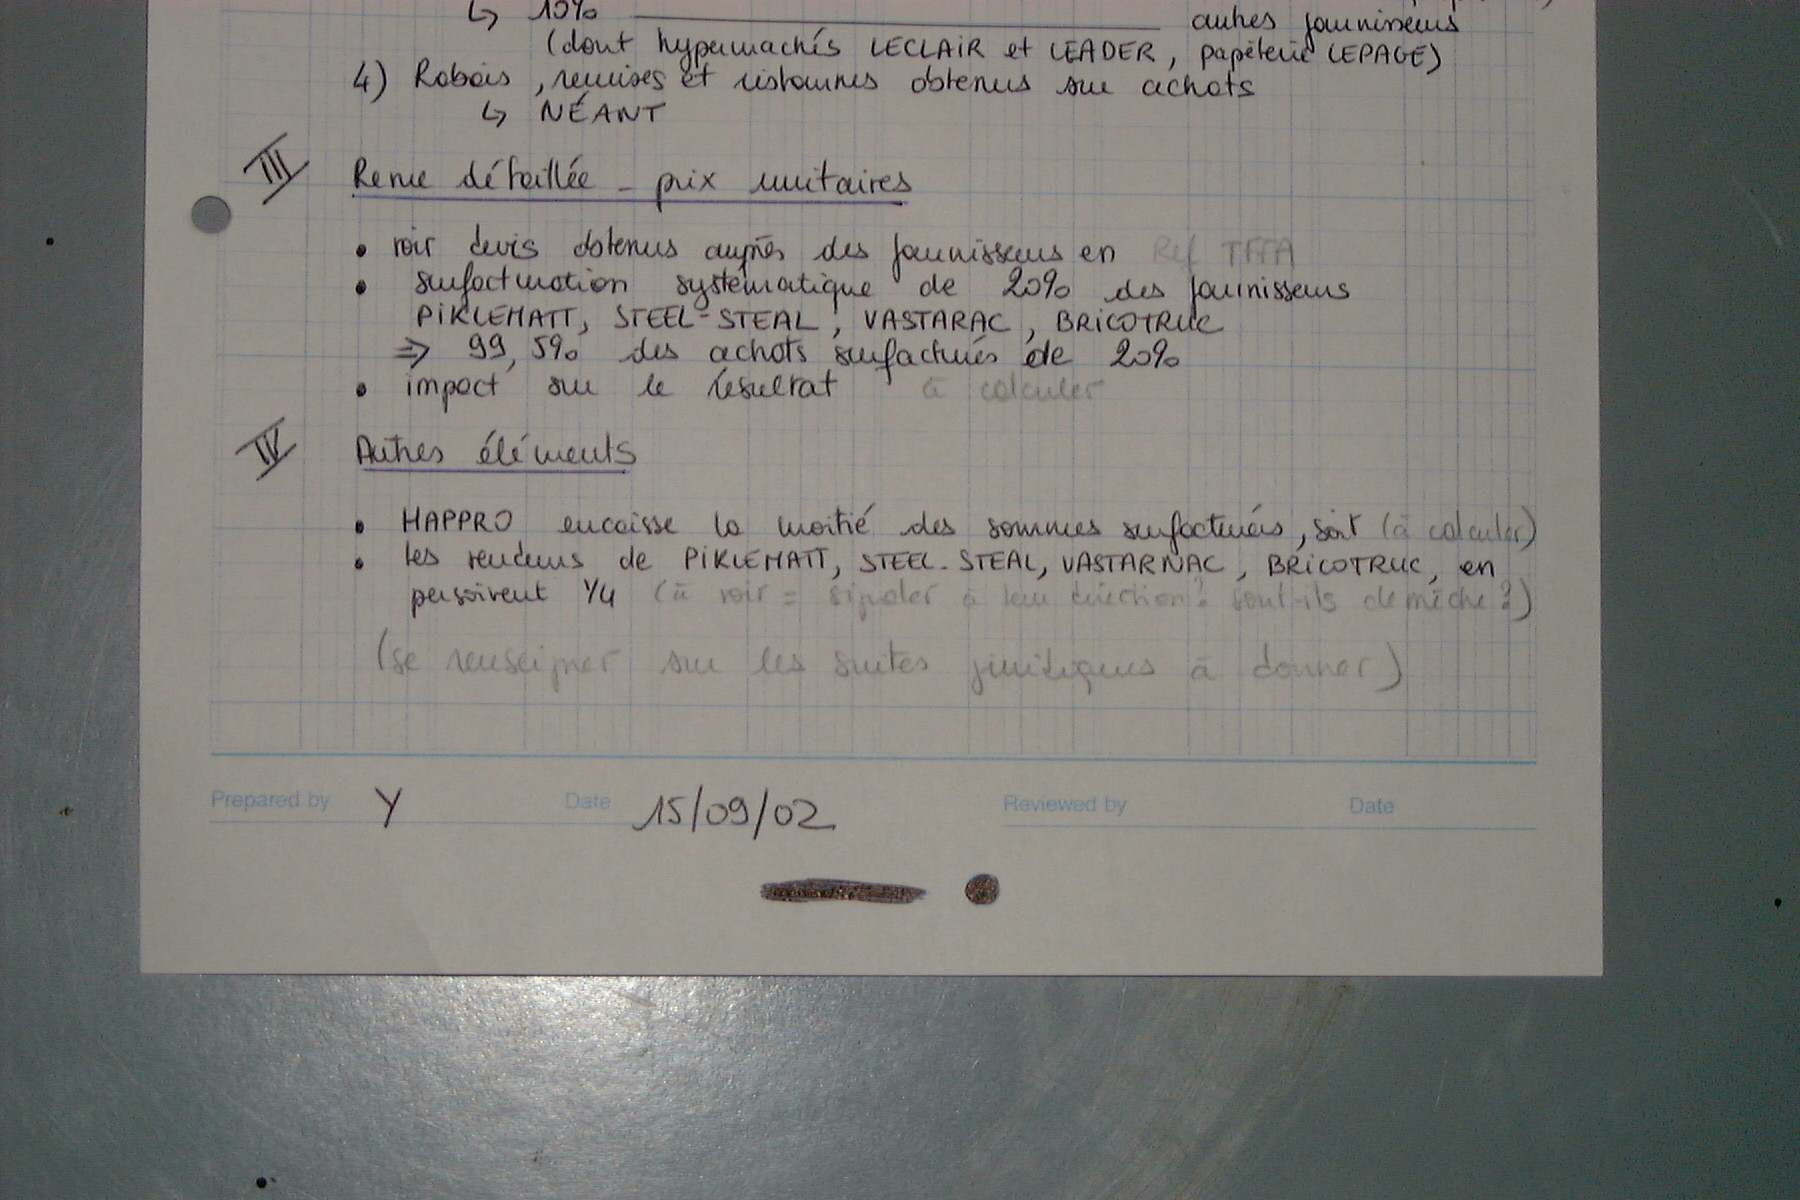 ↳ 10% ———— autres fournisseurs
(dont hypermachés LECLAIR et LEADER, papèterie LEPAGE)
4) Rabais, remises et ristournes obtenus sur achats
↳ NÉANT
III Revue détaillée - prix unitaires
• voir devis obtenus auprès des fournisseurs en Ref TFFA
• surfacturation systématique de 20% des fournisseurs
PIKLEMATT, STEEL-STEAL, VASTARAC, BRICOTRUC
⇒ 99,5% des achats surfacturés de 20%
• impact sur le résultat à calculer
IV Autres éléments
• HAPPRO encaisse la moitié des sommes surfacturées, soit (à calculer)
• les vendeurs de PIKLEMATT, STEEL-STEAL, VASTARNAC, BRICOTRUC, en
persoivent 1/4 (à voir = signaler à leur direction? sont-ils de mèche?)
(se renseigner sur les suites juridiques à donner)
Prepared by Y Date 15/09/02 Reviewed by Date